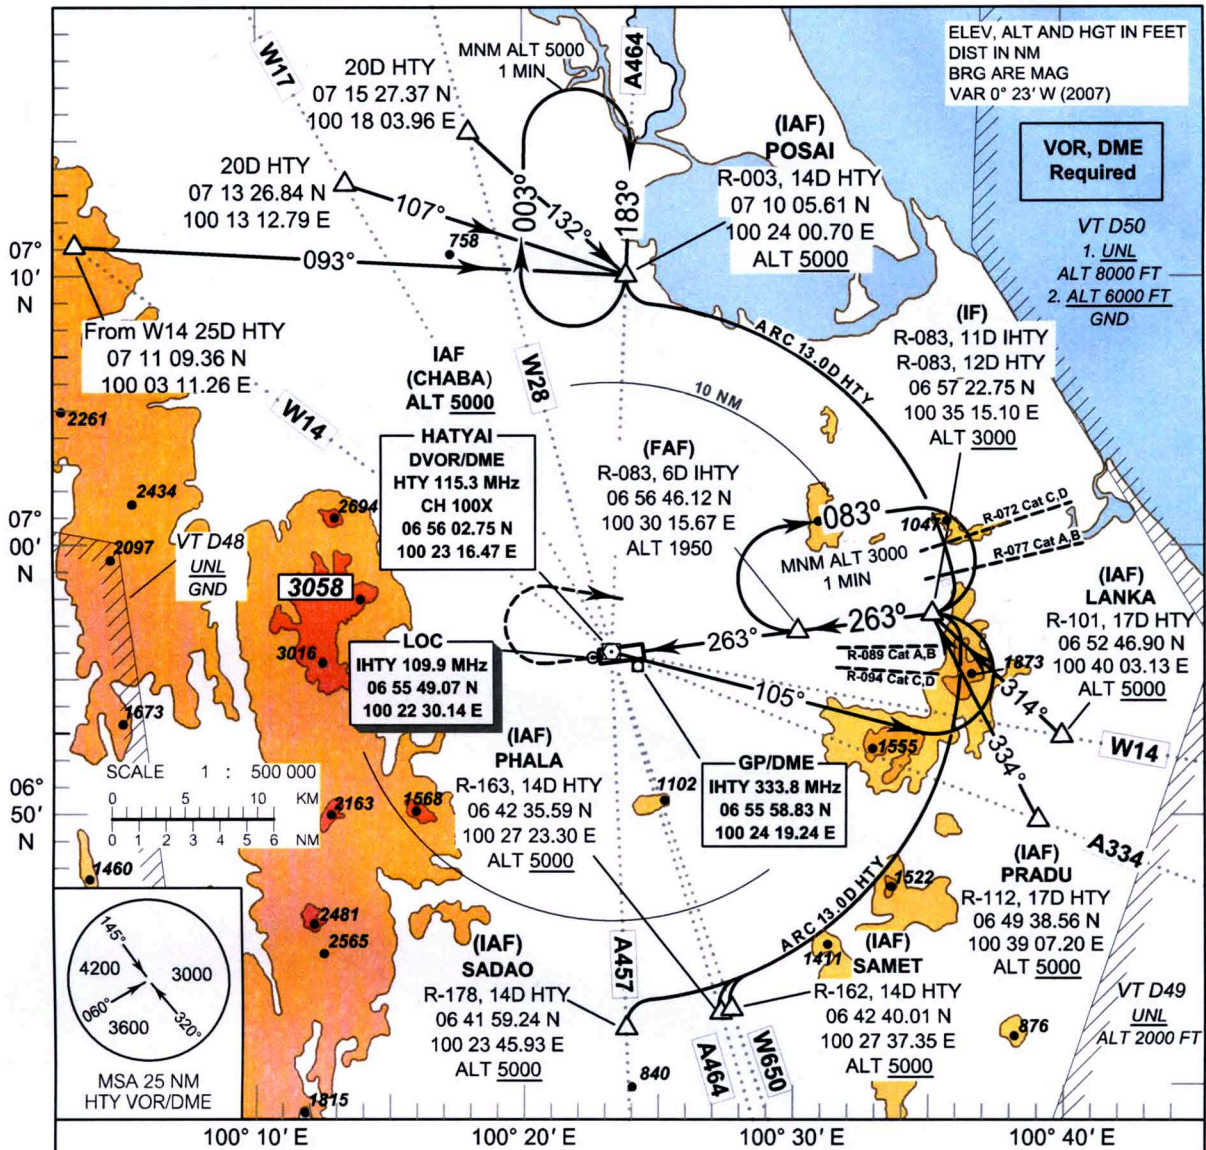 ELEV, ALT AND HGT IN FEET
DIST IN NM
BRG ARE MAG
VAR 0° 23' W (2007)
VOR, DME
Required
VT D50
1. UNL
ALT 8000 FT
2. ALT 6000 FT
GND
W17
20D HTY
07 15 27.37 N
100 18 03.96 E
MNM ALT 5000
1 MIN
A464
(IAF)
POSAI
R-003, 14D HTY
07 10 05.61 N
100 24 00.70 E
ALT 5000
20D HTY
07 13 26.84 N
100 13 12.79 E
107°
132°
003°
183°
093°
758
07°
10'
N
From W14 25D HTY
07 11 09.36 N
100 03 11.26 E
ARC 13.0D HTY
(IF)
R-083, 11D IHTY
R-083, 12D HTY
06 57 22.75 N
100 35 15.10 E
ALT 3000
IAF
(CHABA)
ALT 5000
W28
W14
10 NM
HATYAI
DVOR/DME
HTY 115.3 MHz
CH 100X
06 56 02.75 N
100 23 16.47 E
(FAF)
R-083, 6D IHTY
06 56 46.12 N
100 30 15.67 E
ALT 1950
2261
2434
2694
2097
07°
00'
N
VT D48
UNL
GND
083°
1047
R-072 Cat C,D
R-077 Cat A,B
MNM ALT 3000
1 MIN
3058
3016
(IAF)
LANKA
R-101, 17D HTY
06 52 46.90 N
100 40 03.13 E
ALT 5000
263°
263°
R-089 Cat A,B
R-094 Cat C,D
LOC
IHTY 109.9 MHz
06 55 49.07 N
100 22 30.14 E
105°
1873
314°
334°
W14
1673
1555
(IAF)
PHALA
R-163, 14D HTY
06 42 35.59 N
100 27 23.30 E
ALT 5000
1102
GP/DME
IHTY 333.8 MHz
06 55 58.83 N
100 24 19.24 E
SCALE 1 : 500 000
0 5 10 KM
0 1 2 3 4 5 6 NM
2163
1568
06°
50'
N
A334
1460
1522
(IAF)
PRADU
R-112, 17D HTY
06 49 38.56 N
100 39 07.20 E
ALT 5000
ARC 13.0D HTY
2481
2565
1411
145°
4200
3000
060°
3600
320°
MSA 25 NM
HTY VOR/DME
(IAF)
SADAO
R-178, 14D HTY
06 41 59.24 N
100 23 45.93 E
ALT 5000
A457
(IAF)
SAMET
R-162, 14D HTY
06 42 40.01 N
100 27 37.35 E
ALT 5000
A464
W650
876
VT D49
UNL
ALT 2000 FT
840
1815
100° 10' E
100° 20' E
100° 30' E
100° 40' E